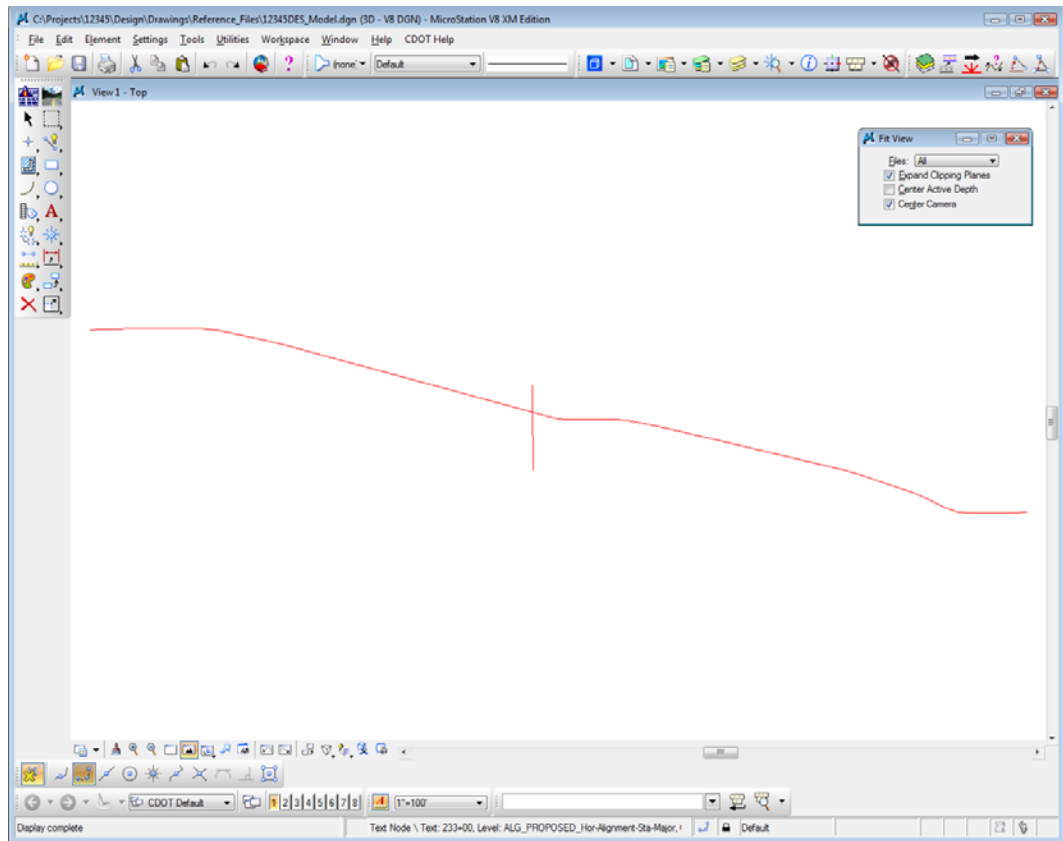 C:\Projects\12345\Design\Drawings\Reference_Files\12345DES_Model.dgn (3D - V8 DGN) - MicroStation V8 XM Edition
File Edit Element Settings Tools Utilities Workspace Window Help CDOT Help
(none) Default
View 1 - Top
Fit View
Files: All
Expand Clipping Planes
Center Active Depth
Center Camera
CDOT Default 1 2 3 4 5 6 7 8 1"=100'
Display complete Text Node \ Text: 233+00, Level: ALG_PROPOSED_Hor-Alignment-Sta-Major, Default